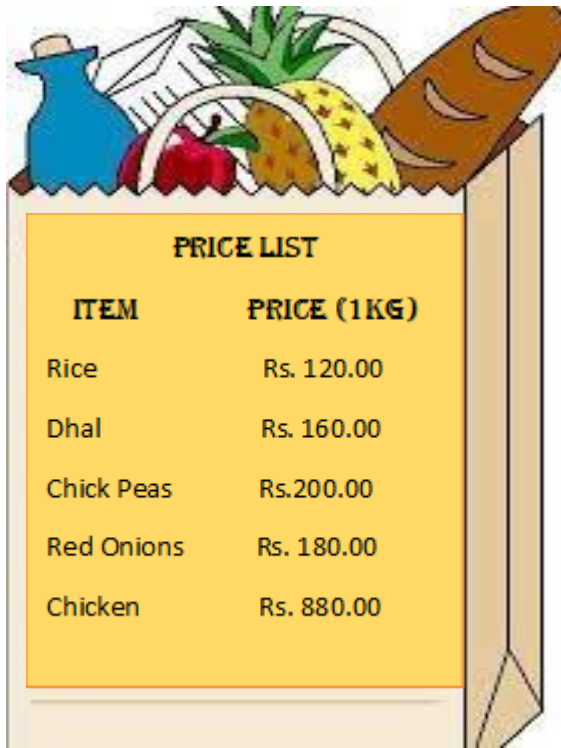 PRICE LIST
ITEM PRICE (1KG)
Rice Rs. 120.00
Dhal Rs. 160.00
Chick Peas Rs.200.00
Red Onions Rs. 180.00
Chicken Rs. 880.00